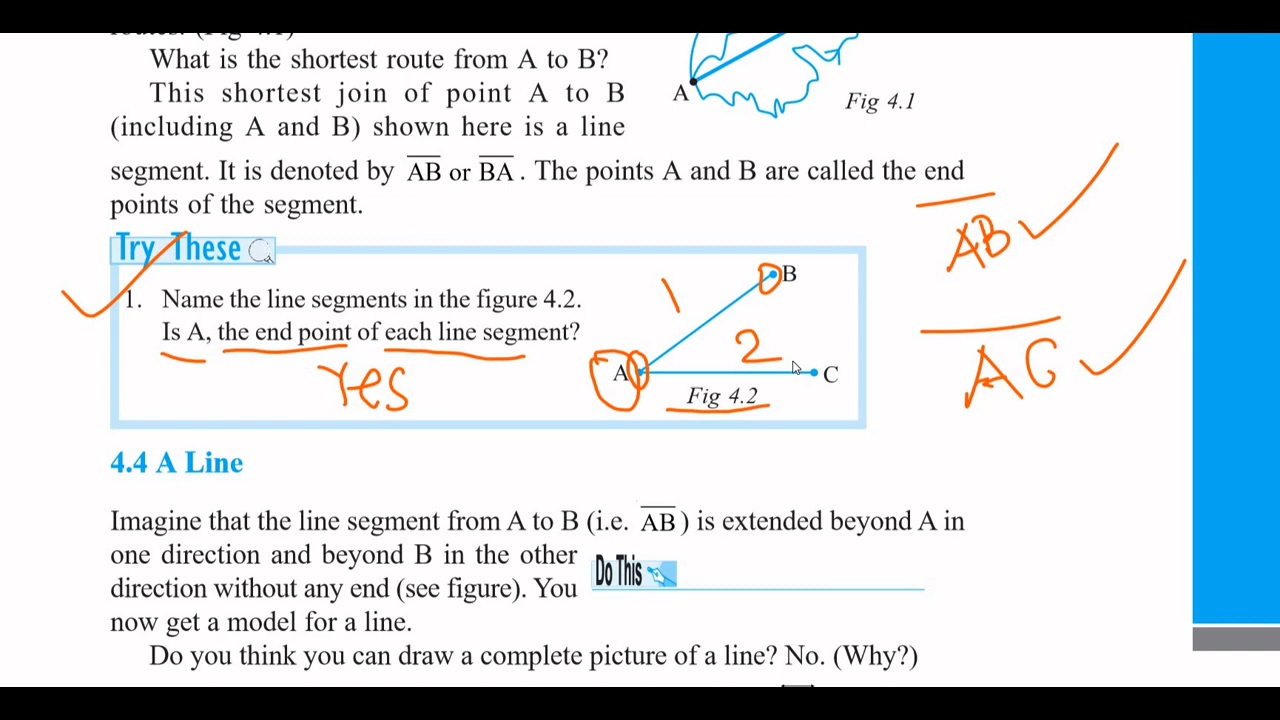 What is the shortest route from A to B?
This shortest join of point A to B
(including A and B) shown here is a line
segment. It is denoted by AB or BA. The points A and B are called the end
points of the segment.
A
Fig 4.1
AB
Try These
1. Name the line segments in the figure 4.2.
Is A, the end point of each line segment?
Yes
1
2
B
A
C
Fig 4.2
AC
4.4 A Line
Imagine that the line segment from A to B (i.e. AB) is extended beyond A in
one direction and beyond B in the other
direction without any end (see figure). You
now get a model for a line.
Do This
Do you think you can draw a complete picture of a line? No. (Why?)